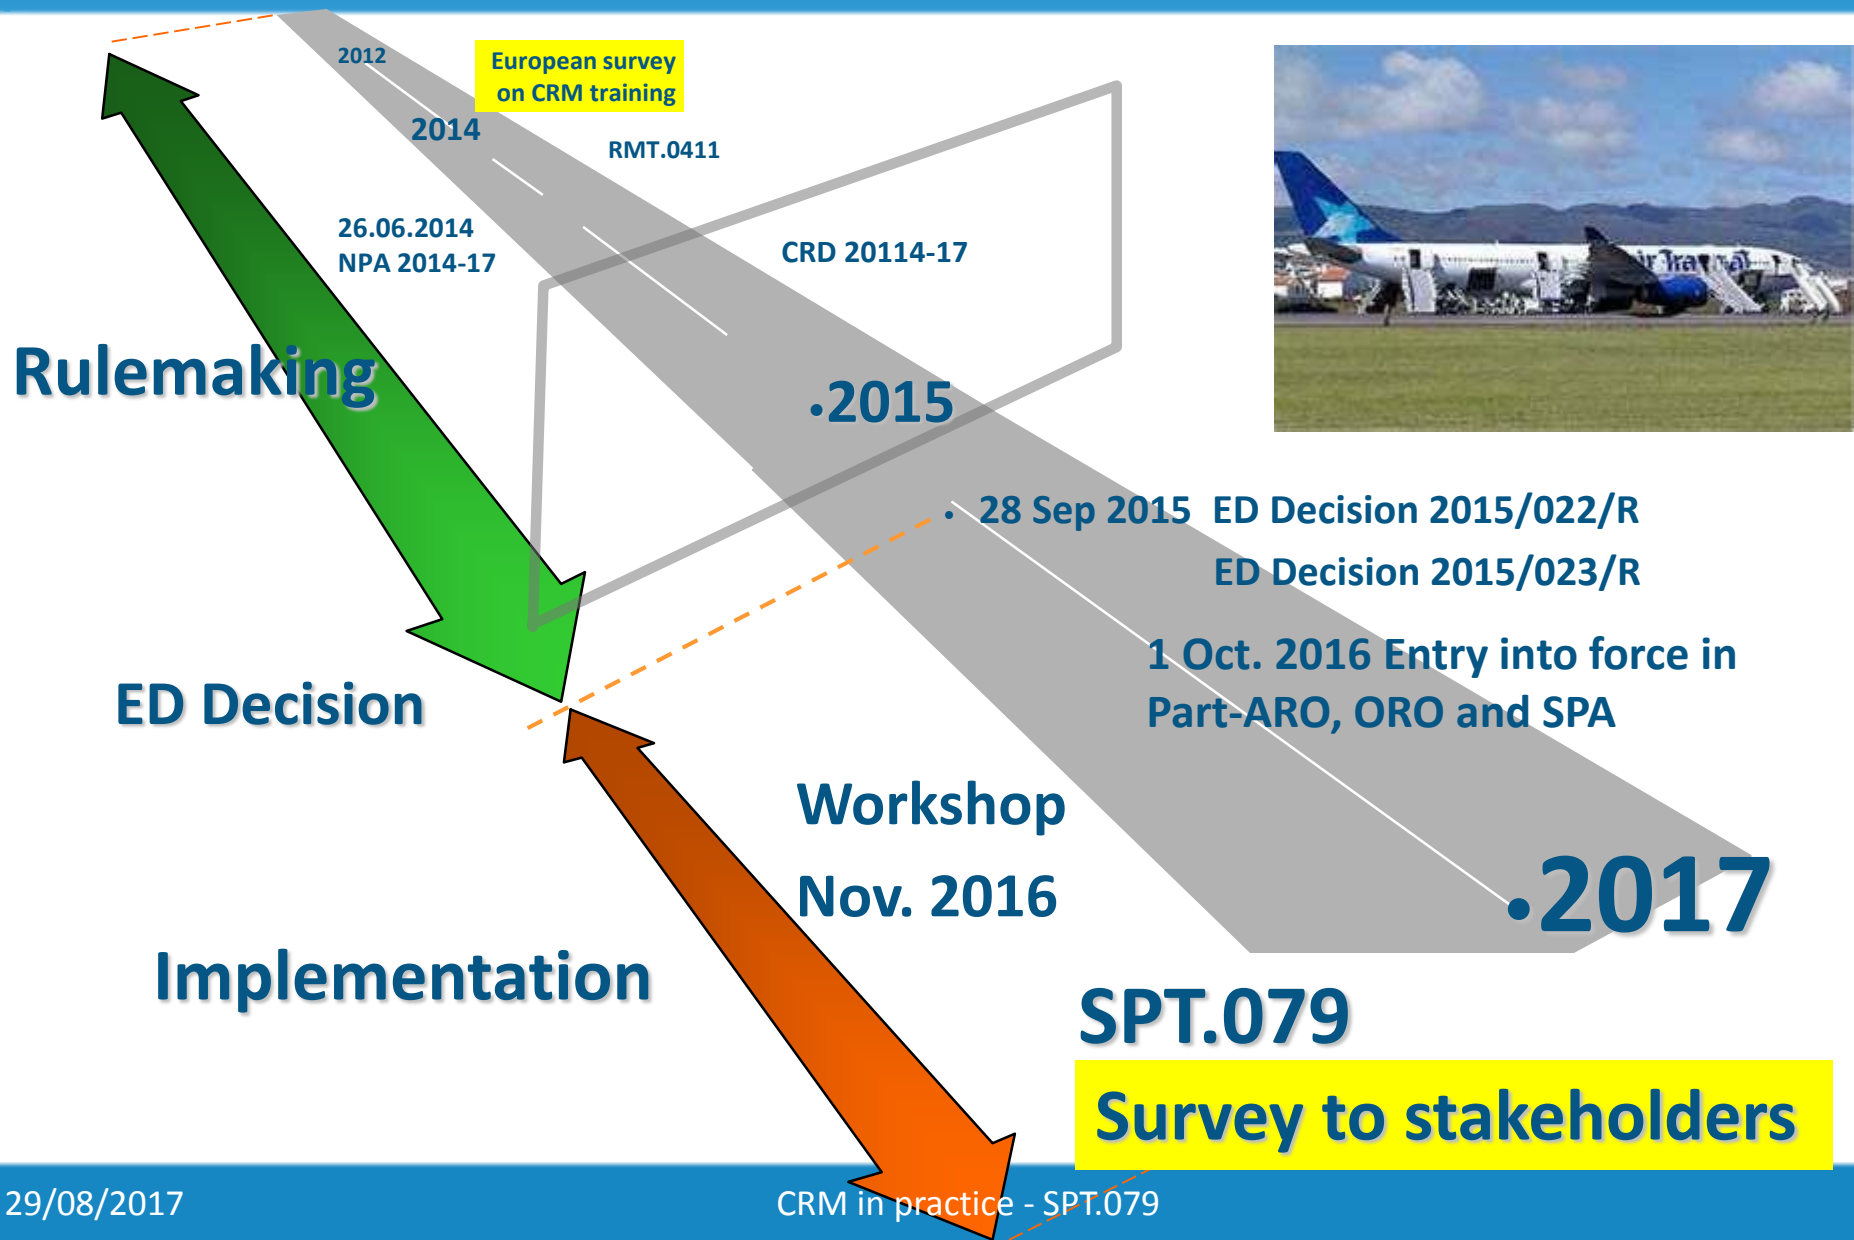 2012
European survey
on CRM training
2014
RMT.0411
26.06.2014
NPA 2014-17
CRD 20114-17
Rulemaking
•2015
• 28 Sep 2015 ED Decision 2015/022/R
ED Decision 2015/023/R
1 Oct. 2016 Entry into force in
Part-ARO, ORO and SPA
ED Decision
Workshop
Nov. 2016
•2017
Implementation
SPT.079
Survey to stakeholders
29/08/2017
CRM in practice - SPT.079